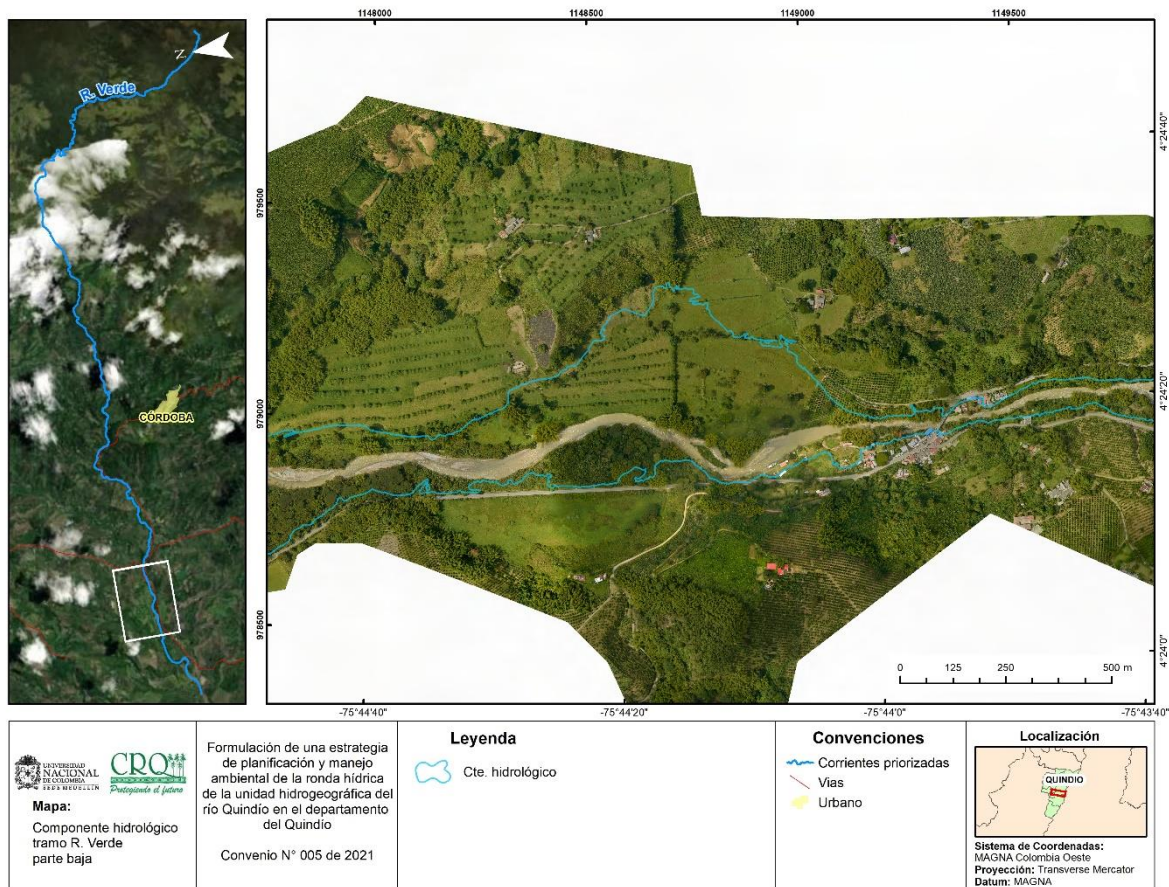 1148000
1148500
1149000
1149500
Z
R. Verde
CÓRDOBA
979500
979000
978500
4°24'40"
4°24'20"
4°24'0"
0 125 250 500 m
-75°44'40"
-75°44'20"
-75°44'0"
-75°43'40"
UNIVERSIDAD
NACIONAL
DE COLOMBIA
SEDE MEDELLÍN
CRQ
Protegiendo el futuro
Mapa:
Componente hidrológico
tramo R. Verde
parte baja
Formulación de una estrategia
de planificación y manejo
ambiental de la ronda hídrica
de la unidad hidrogeográfica del
río Quindío en el departamento
del Quindío
Convenio N° 005 de 2021
Leyenda
Cte. hidrológico
Convenciones
Corrientes priorizadas
Vias
Urbano
Localización
QUINDIO
Sistema de Coordenadas:
MAGNA Colombia Oeste
Proyección: Transverse Mercator
Datum: MAGNA